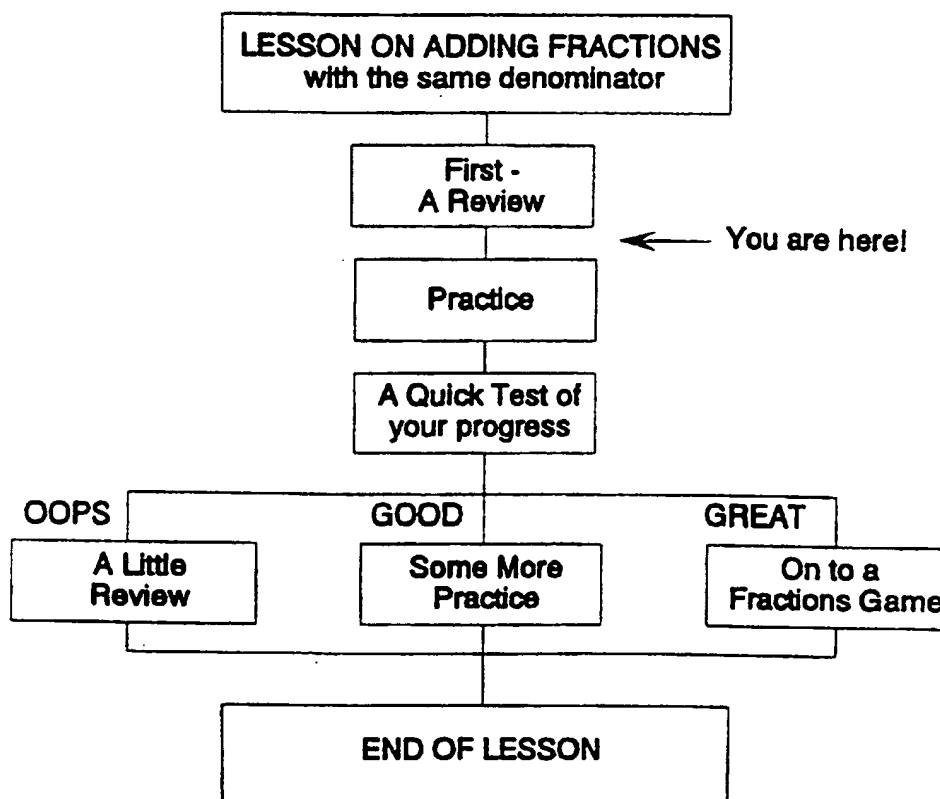 LESSON ON ADDING FRACTIONS
with the same denominator
First -
A Review
You are here!
Practice
A Quick Test of
your progress
OOPS
GOOD
GREAT
A Little
Review
Some More
Practice
On to a
Fractions Game
END OF LESSON